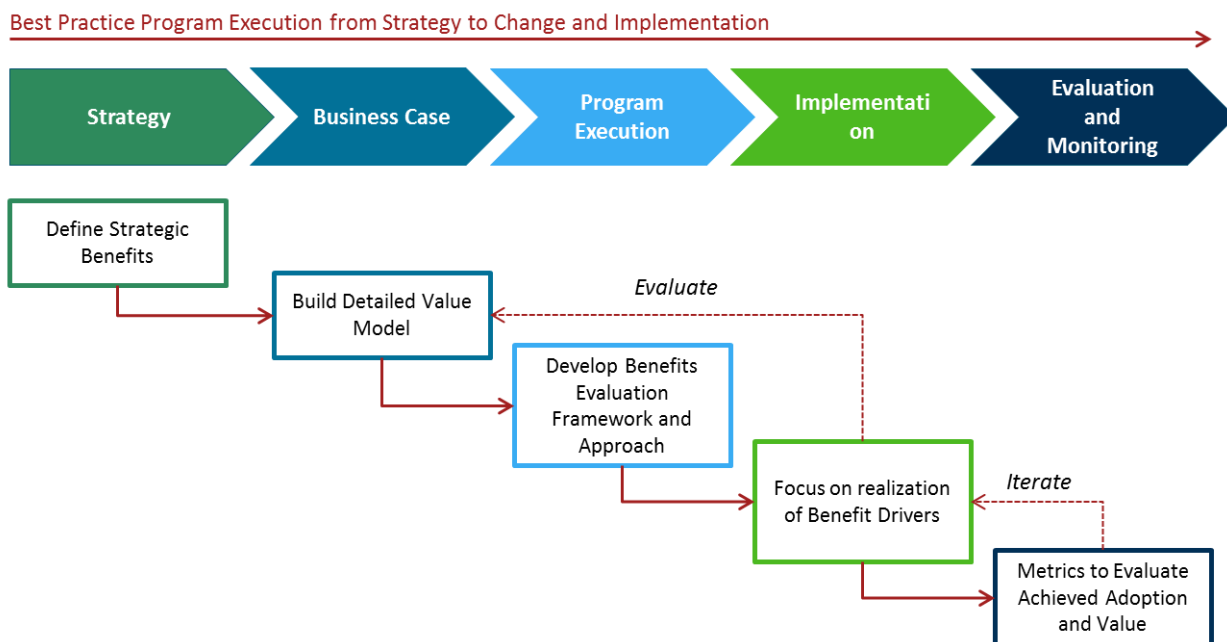 Best Practice Program Execution from Strategy to Change and Implementation
Strategy
Business Case
Program
Execution
Implementati
on
Evaluation
and
Monitoring
Define Strategic
Benefits
Build Detailed Value
Model
Evaluate
Develop Benefits
Evaluation
Framework and
Approach
Focus on realization
of Benefit Drivers
Iterate
Metrics to Evaluate
Achieved Adoption
and Value